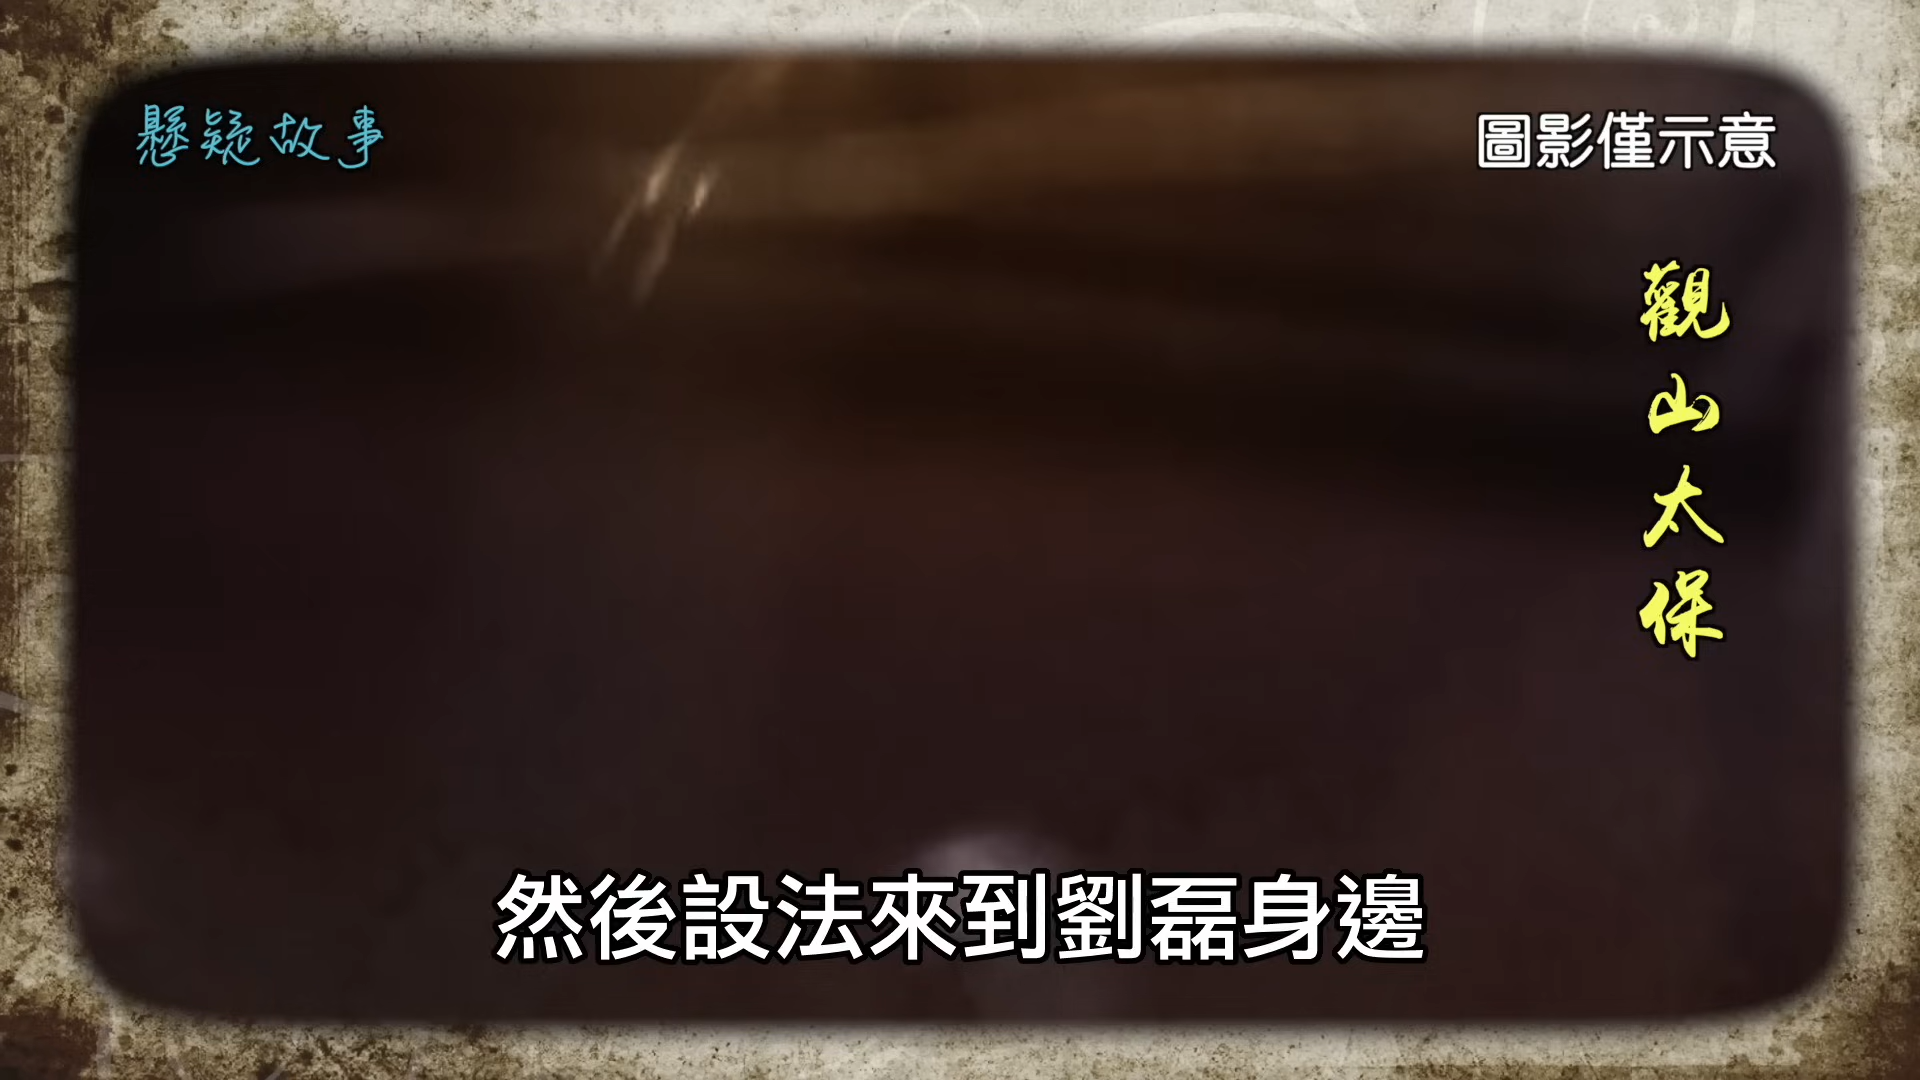 懸疑故事
圖影僅示意
觀山太保
然後設法來到劉磊身邊